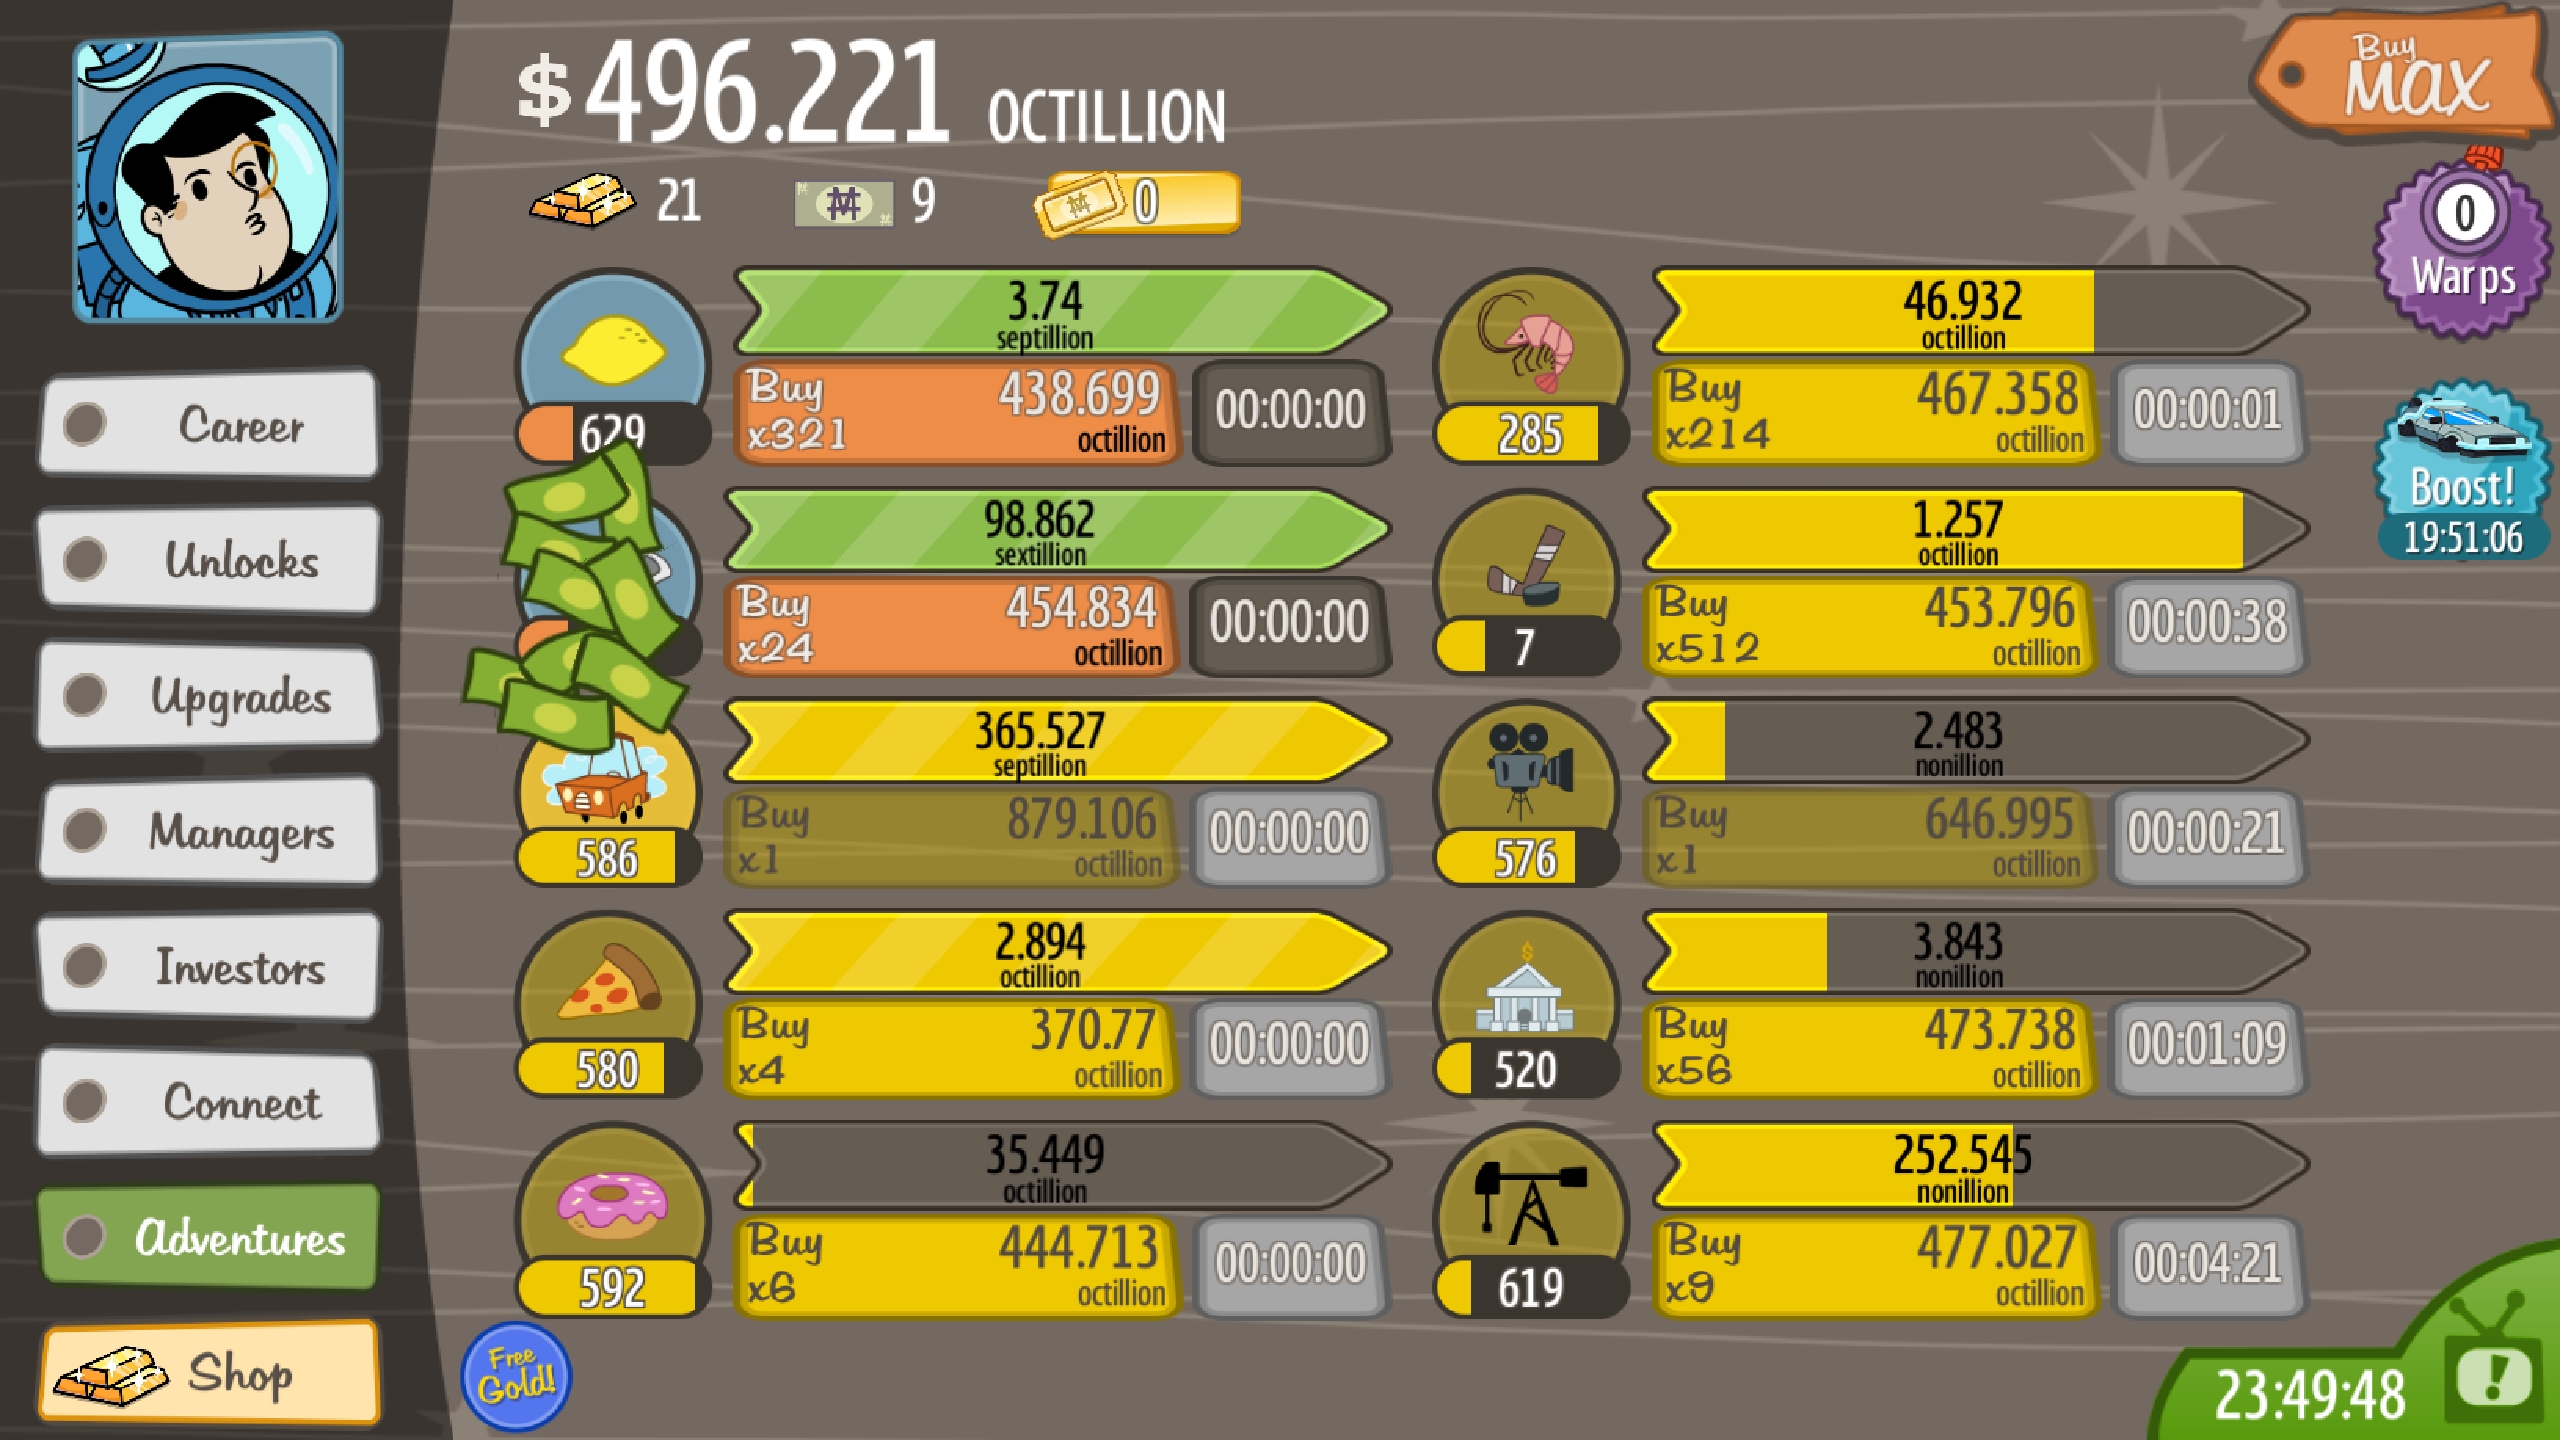 $496.221 OCTILLION
Buy
MAX
21
9
0
0
Warps
Boost!
19:51:06
Career
Unlocks
Upgrades
Managers
Investors
Connect
Adventures
Shop
3.74
septillion
629
Buy
x321
438.699
octillion
00:00:00
98.862
sextillion
Buy
x24
454.834
octillion
00:00:00
365.527
septillion
586
Buy
x1
879.106
octillion
00:00:00
2.894
octillion
580
Buy
x4
370.77
octillion
00:00:00
35.449
octillion
592
Buy
x6
444.713
octillion
00:00:00
46.932
octillion
285
Buy
x214
467.358
octillion
00:00:01
1.257
octillion
7
Buy
x512
453.796
octillion
00:00:38
2.483
nonillion
576
Buy
x1
646.995
octillion
00:00:21
3.843
nonillion
520
Buy
x56
473.738
octillion
00:01:09
252.545
nonillion
619
Buy
x9
477.027
octillion
00:04:21
Free
Gold!
23:49:48